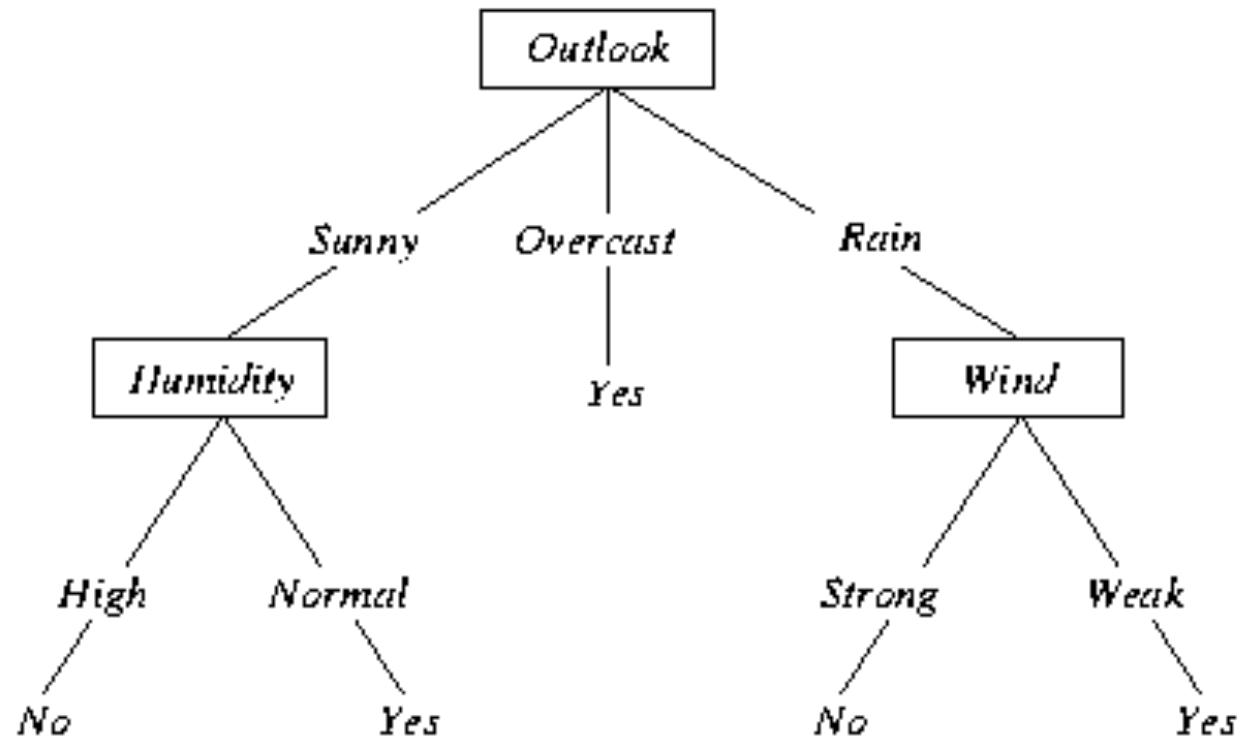 Outlook
Sunny Overcast Rain
Humidity Yes Wind
High Normal Strong Weak
No Yes No Yes